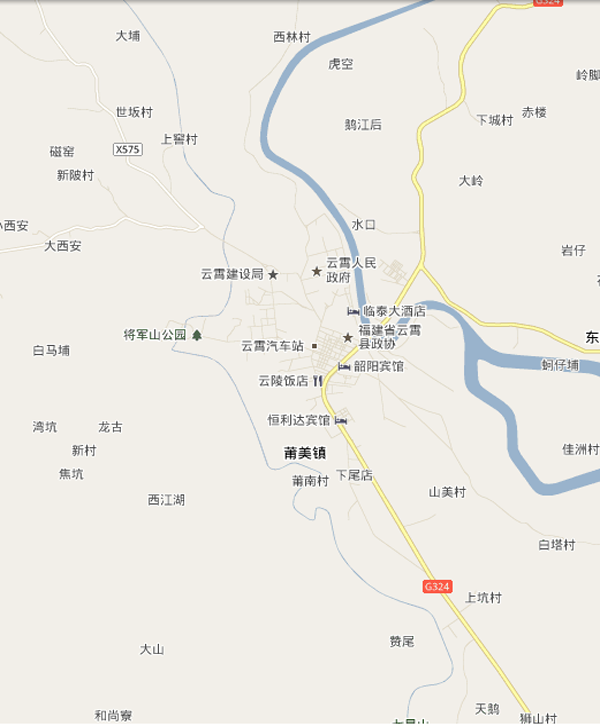 G324
大埔
西林村
虎空
岭脚
世坂村
鹅江后
下城村
赤楼
上窖村
磁窑
X575
新陂村
大岭
小西安
水口
大西安
岩仔
云霄建设局
云霄人民
政府
临泰大酒店
将军山公园
福建省云霄
县政协
东
云霄汽车站
白马埔
韶阳宾馆
蚵仔埔
云陵饭店
恒利达宾馆
湾坑
龙古
新村
莆美镇
佳洲村
焦坑
莆南村
下尾店
西江湖
山美村
白塔村
G324
上坑村
赞尾
大山
天鹅
和尚寮
狮山村